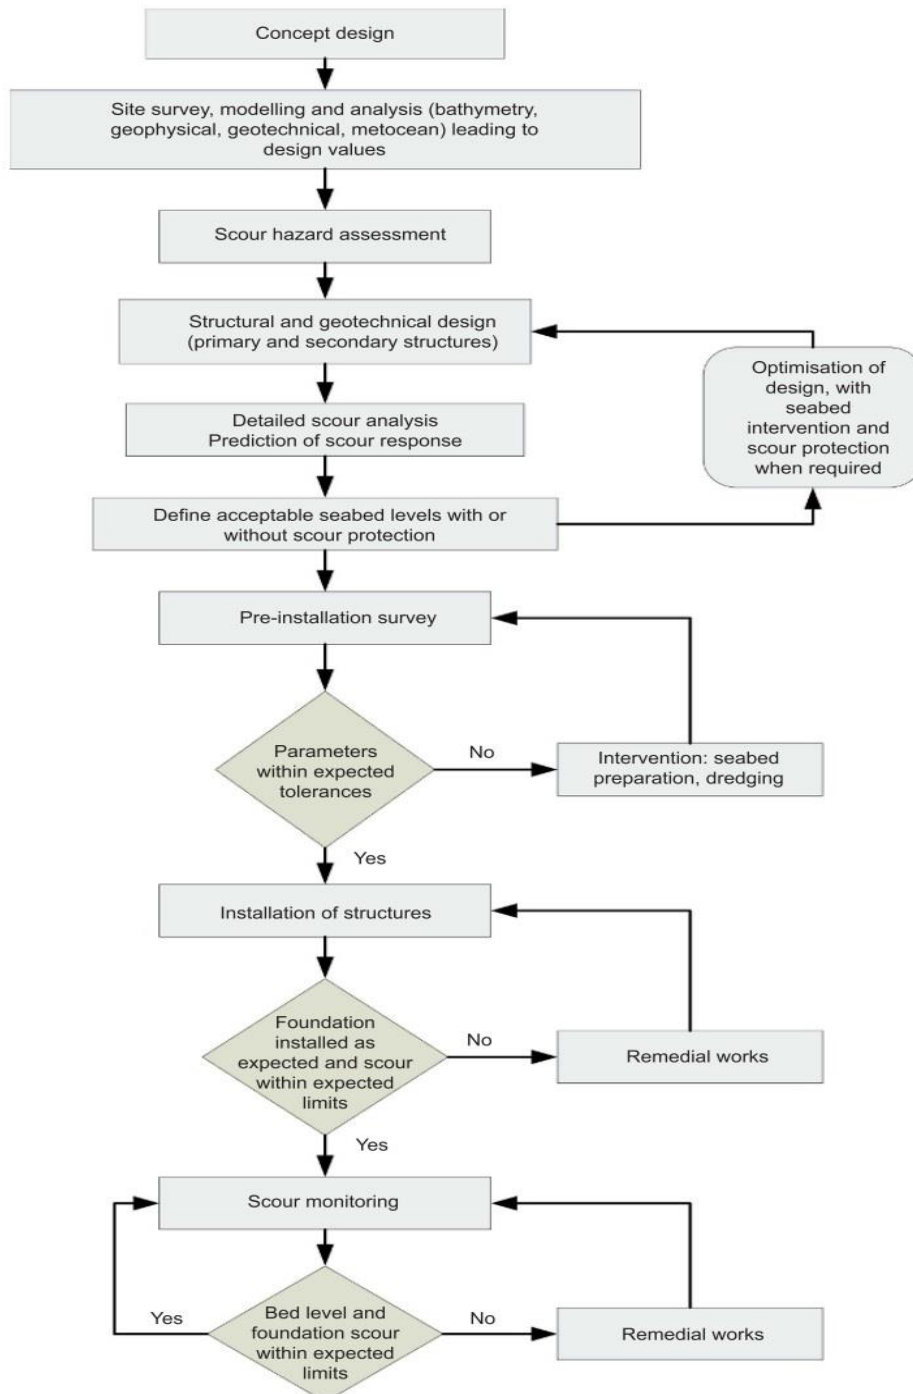 Concept design
Site survey, modelling and analysis (bathymetry,
geophysical, geotechnical, metocean) leading to
design values
Scour hazard assessment
Structural and geotechnical design
(primary and secondary structures)
Optimisation of
design, with
seabed
intervention and
scour protection
when required
Detailed scour analysis
Prediction of scour response
Define acceptable seabed levels with or
without scour protection
Pre-installation survey
Parameters
within expected
tolerances
No
Intervention: seabed
preparation, dredging
Yes
Installation of structures
Foundation
installed as
expected and scour
within expected
limits
No
Remedial works
Yes
Scour monitoring
Yes
Bed level and
foundation scour
within expected
limits
No
Remedial works